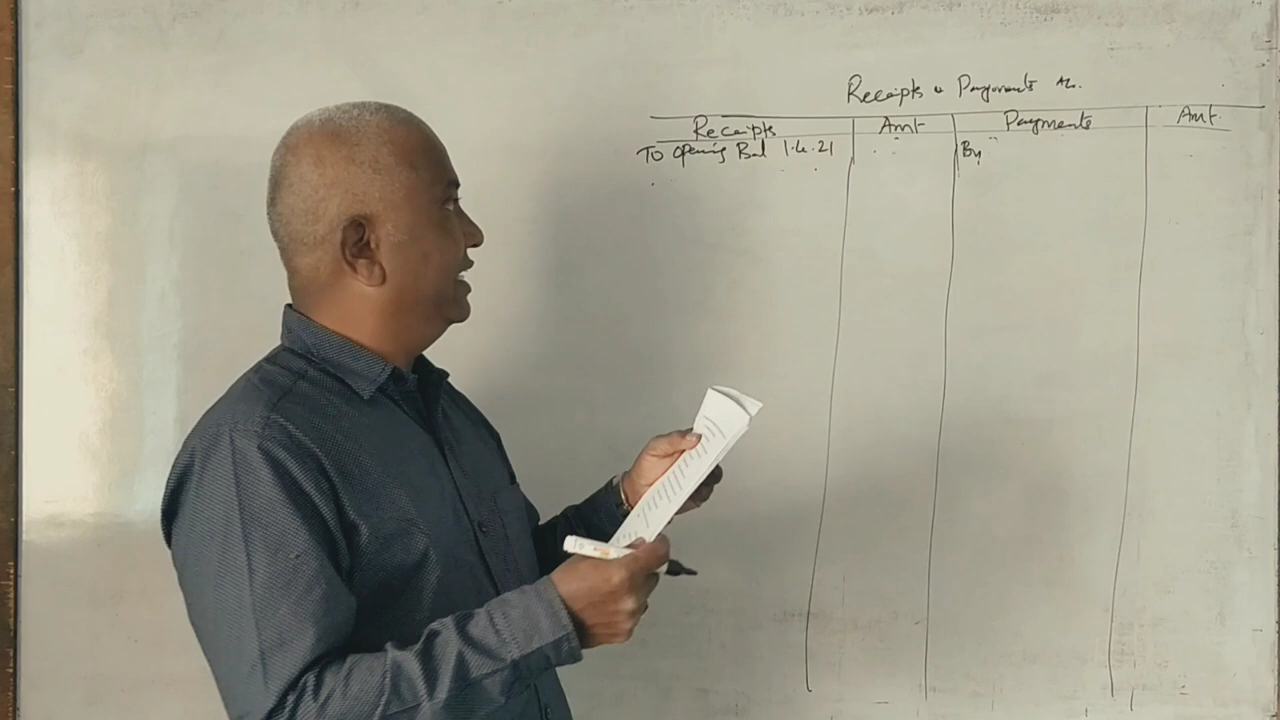 Receipts & Payments A/c.
Receipts Amt Payments Amt.
To Opening Bal 1.4.21 By